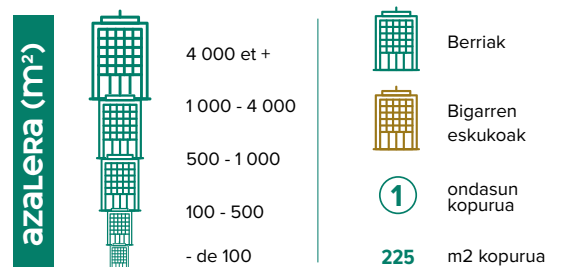 azaLeRa (m²)
4 000 et +
1 000 - 4 000
500 - 1 000
100 - 500
- de 100
Berriak
Bigarren
eskukoak
1
ondasun
kopurua
225
m2 kopurua